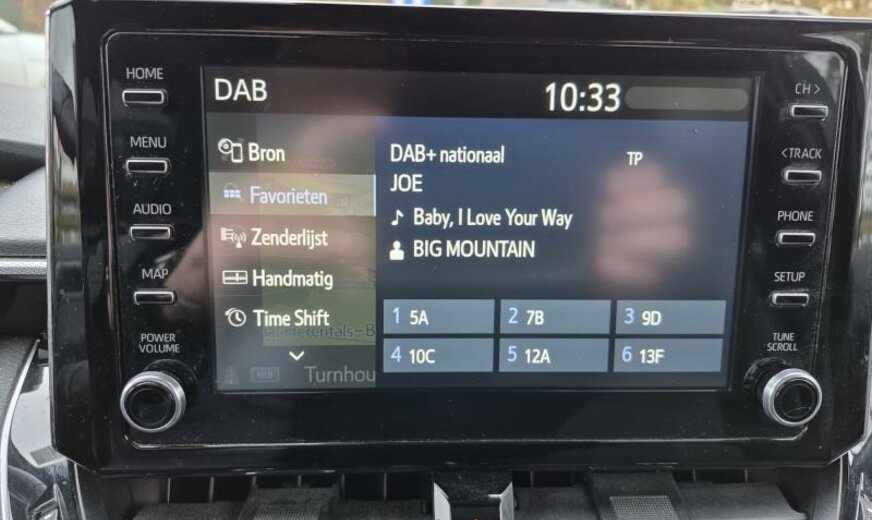 HOME
MENU
AUDIO
MAP
POWER
VOLUME
DAB
10:33
Bron
Favorieten
Zenderlijst
Handmatig
Time Shift
Turnhou
DAB+ nationaal
TP
JOE
Baby, I Love Your Way
BIG MOUNTAIN
1 5A
2 7B
3 9D
4 10C
5 12A
6 13F
CH >
< TRACK
PHONE
SETUP
TUNE
SCROLL